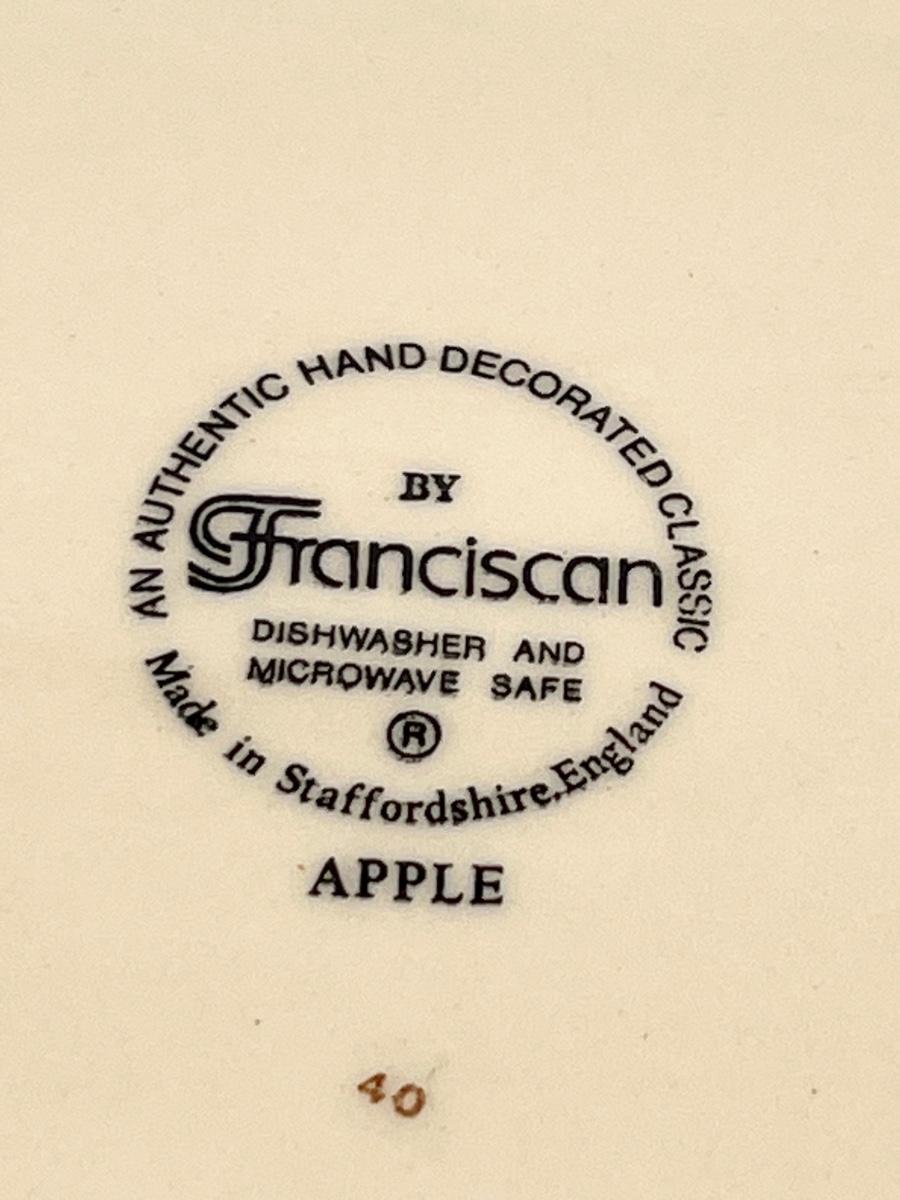 AN AUTHENTIC HAND DECORATED CLASSIC
BY
Franciscan
DISHWASHER AND
MICROWAVE SAFE
®
Made in Staffordshire, England
APPLE
40